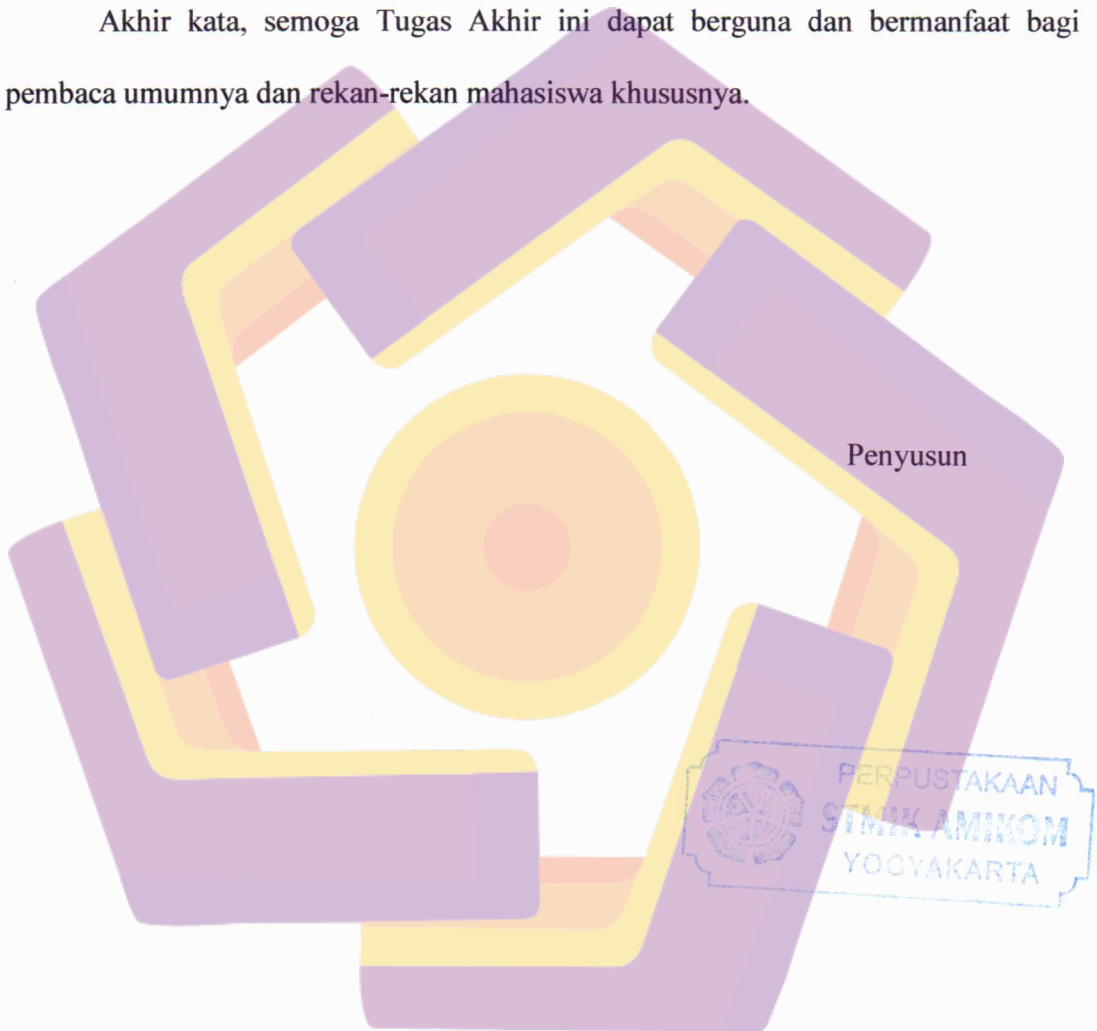 Akhir kata, semoga Tugas Akhir ini dapat berguna dan bermanfaat bagi
pembaca umumnya dan rekan-rekan mahasiswa khususnya.
Penyusun
PERPUSTAKAAN
STMIK AMIKOM
YOGYAKARTA